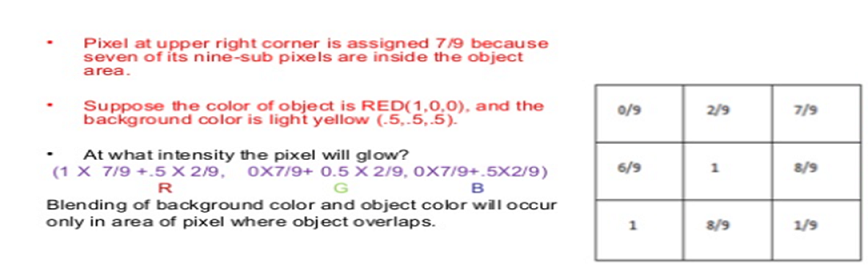 • Pixel at upper right corner is assigned 7/9 because
seven of its nine-sub pixels are inside the object
area.
• Suppose the color of object is RED(1,0,0), and the
background color is light yellow (.5,.5,.5).
• At what intensity the pixel will glow?
(1 X 7/9 +.5 X 2/9, 0X7/9+ 0.5 X 2/9, 0X7/9+.5X2/9)
R G B
Blending of background color and object color will occur
only in area of pixel where object overlaps.
0/9 2/9 7/9
6/9 1 8/9
1 8/9 1/9